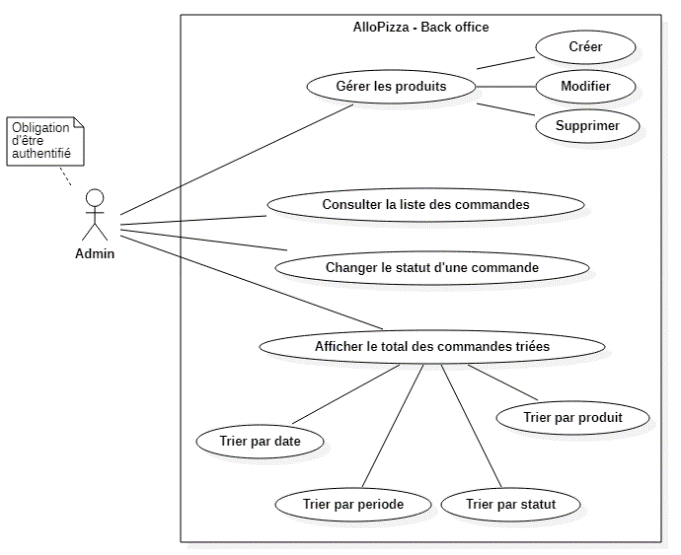 AlloPizza - Back office
Créer
Gérer les produits
Modifier
Supprimer
Obligation
d'être
authentifié
Admin
Consulter la liste des commandes
Changer le statut d'une commande
Afficher le total des commandes triées
Trier par produit
Trier par date
Trier par periode
Trier par statut